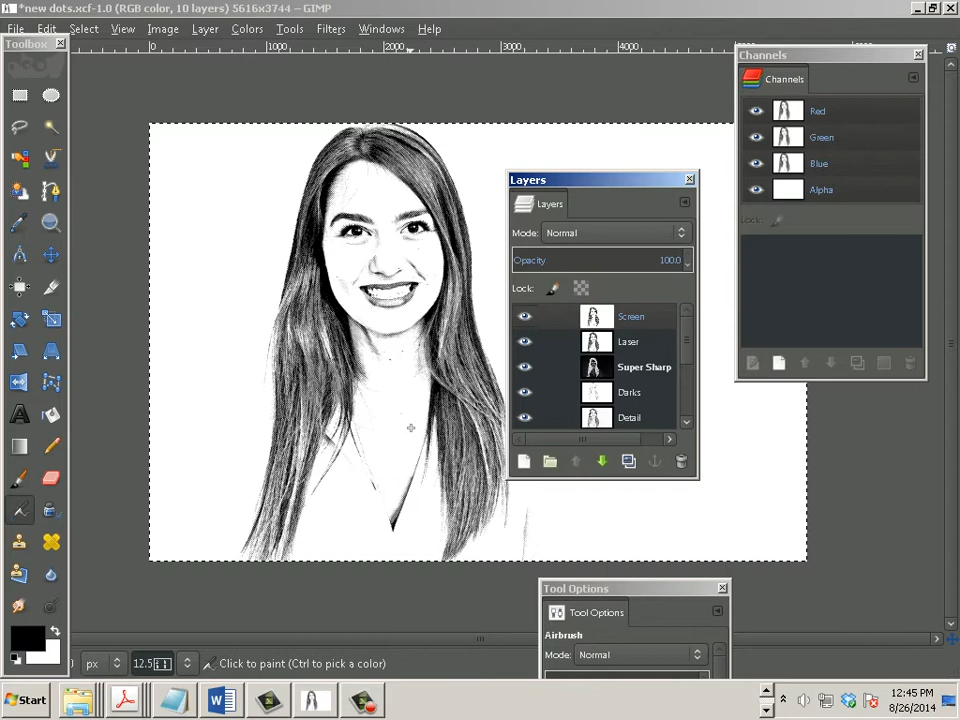 *new dots.xcf-1.0 (RGB color, 10 layers) 5616x3744 – GIMP
File Edit Select View Image Layer Colors Tools Filters Windows Help
Toolbox
0 1000 2000 3000 4000
Channels
Channels
Red
Green
Blue
Alpha
Lock:
Layers
Layers
Mode: Normal
Opacity 100.0
Lock:
Screen
Laser
Super Sharp
Darks
Detail
Tool Options
Tool Options
Airbrush
Mode: Normal
px 12.5 Click to paint (Ctrl to pick a color)
Start
12:45 PM
8/26/2014